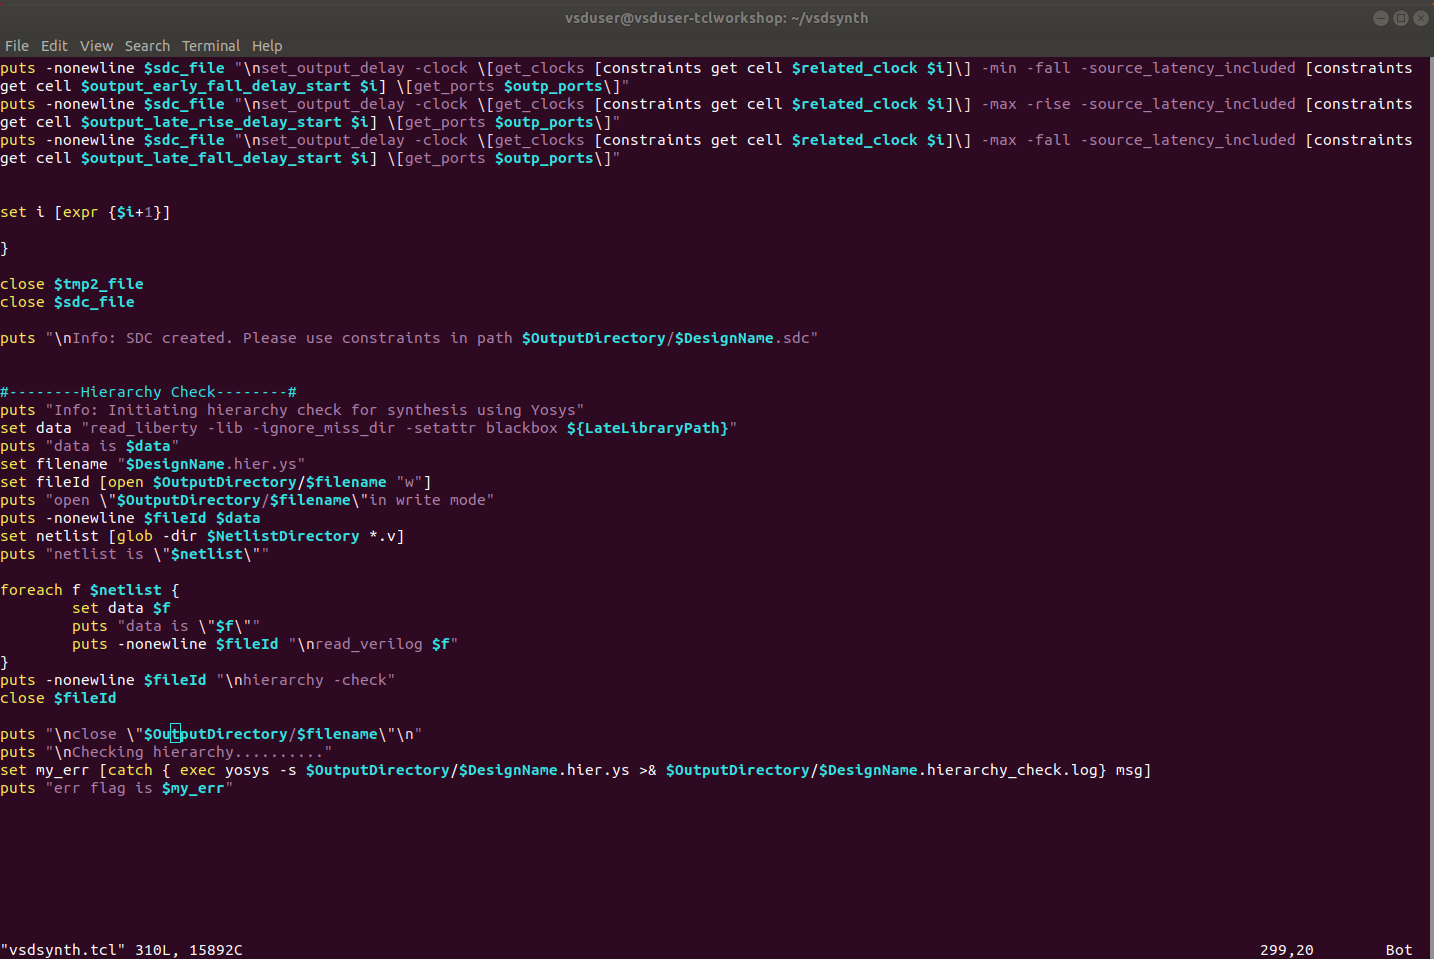 vsduser@vsduser-tclworkshop: ~/vsdsynth
File Edit View Search Terminal Help
puts -nonewline $sdc_file "\nset_output_delay -clock \[get_clocks [constraints get cell $related_clock $i]\] -min -fall -source_latency_included [constraints
get cell $output_early_fall_delay_start $i] \[get_ports $outp_ports\]"
puts -nonewline $sdc_file "\nset_output_delay -clock \[get_clocks [constraints get cell $related_clock $i]\] -max -rise -source_latency_included [constraints
get cell $output_late_rise_delay_start $i] \[get_ports $outp_ports\]"
puts -nonewline $sdc_file "\nset_output_delay -clock \[get_clocks [constraints get cell $related_clock $i]\] -max -fall -source_latency_included [constraints
get cell $output_late_fall_delay_start $i] \[get_ports $outp_ports\]"
set i [expr {$i+1}]
}
close $tmp2_file
close $sdc_file
puts "\nInfo: SDC created. Please use constraints in path $OutputDirectory/$DesignName.sdc"
#--------Hierarchy Check--------#
puts "Info: Initiating hierarchy check for synthesis using Yosys"
set data "read_liberty -lib -ignore_miss_dir -setattr blackbox ${LateLibraryPath}"
puts "data is $data"
set filename "$DesignName.hier.ys"
set fileId [open $OutputDirectory/$filename "w"]
puts "open \"$OutputDirectory/$filename\"in write mode"
puts -nonewline $fileId $data
set netlist [glob -dir $NetlistDirectory *.v]
puts "netlist is \"$netlist\""
foreach f $netlist {
set data $f
puts "data is \"$f\""
puts -nonewline $fileId "\nread_verilog $f"
}
puts -nonewline $fileId "\nhierarchy -check"
close $fileId
puts "\nclose \"$OutputDirectory/$filename\"\n"
puts "\nChecking hierarchy.........."
set my_err [catch { exec yosys -s $OutputDirectory/$DesignName.hier.ys >& $OutputDirectory/$DesignName.hierarchy_check.log} msg]
puts "err flag is $my_err"
"vsdsynth.tcl" 310L, 15892C 299,20 Bot